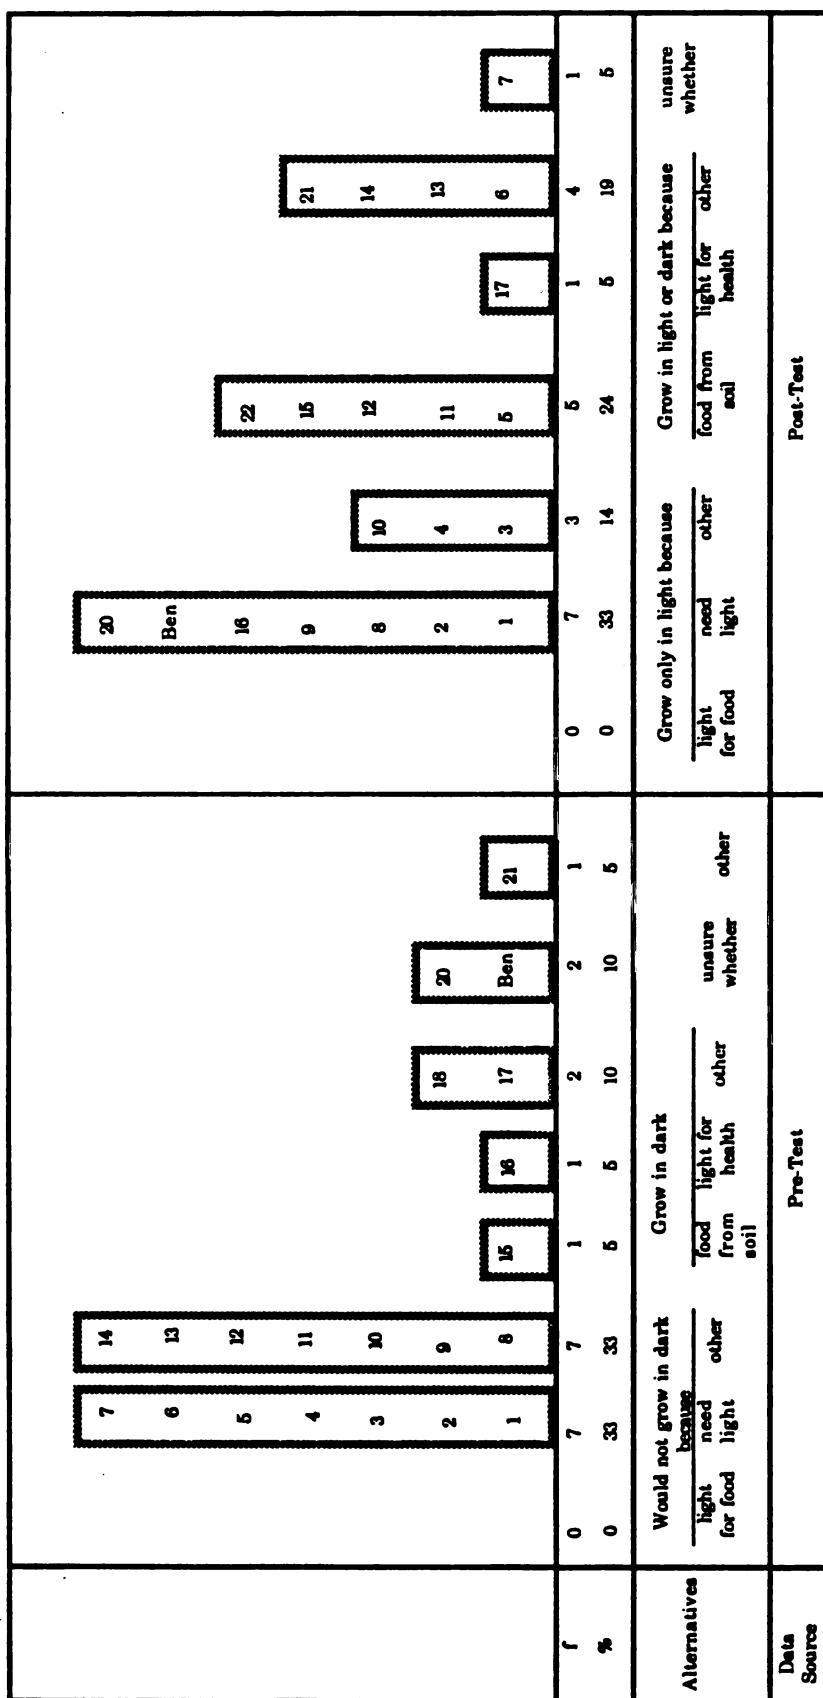 7 7
6 14
5 13
4 12
3 11
2 10
1 9
8
15
16
18
17
20
Ben
21
20
Ben
16
9
8
2
1
10
4
3
22
15
12
11
5
17
21
14
13
6
7
f 0 7 7 1 1 2 2 1 0 7 3 5 1 4 1
% 0 33 33 5 5 10 10 5 0 33 14 24 5 19 5
Alternatives
Would not grow in dark
because
light
for food
need
light
other
Grow in dark
food
from
soil
light for
health
other
unsure
whether
other
Grow only in light because
light
for food
need
light
other
Grow in light or dark because
food from
soil
light for
health
other
unsure
whether
Data
Source
Pre-Test
Post-Test